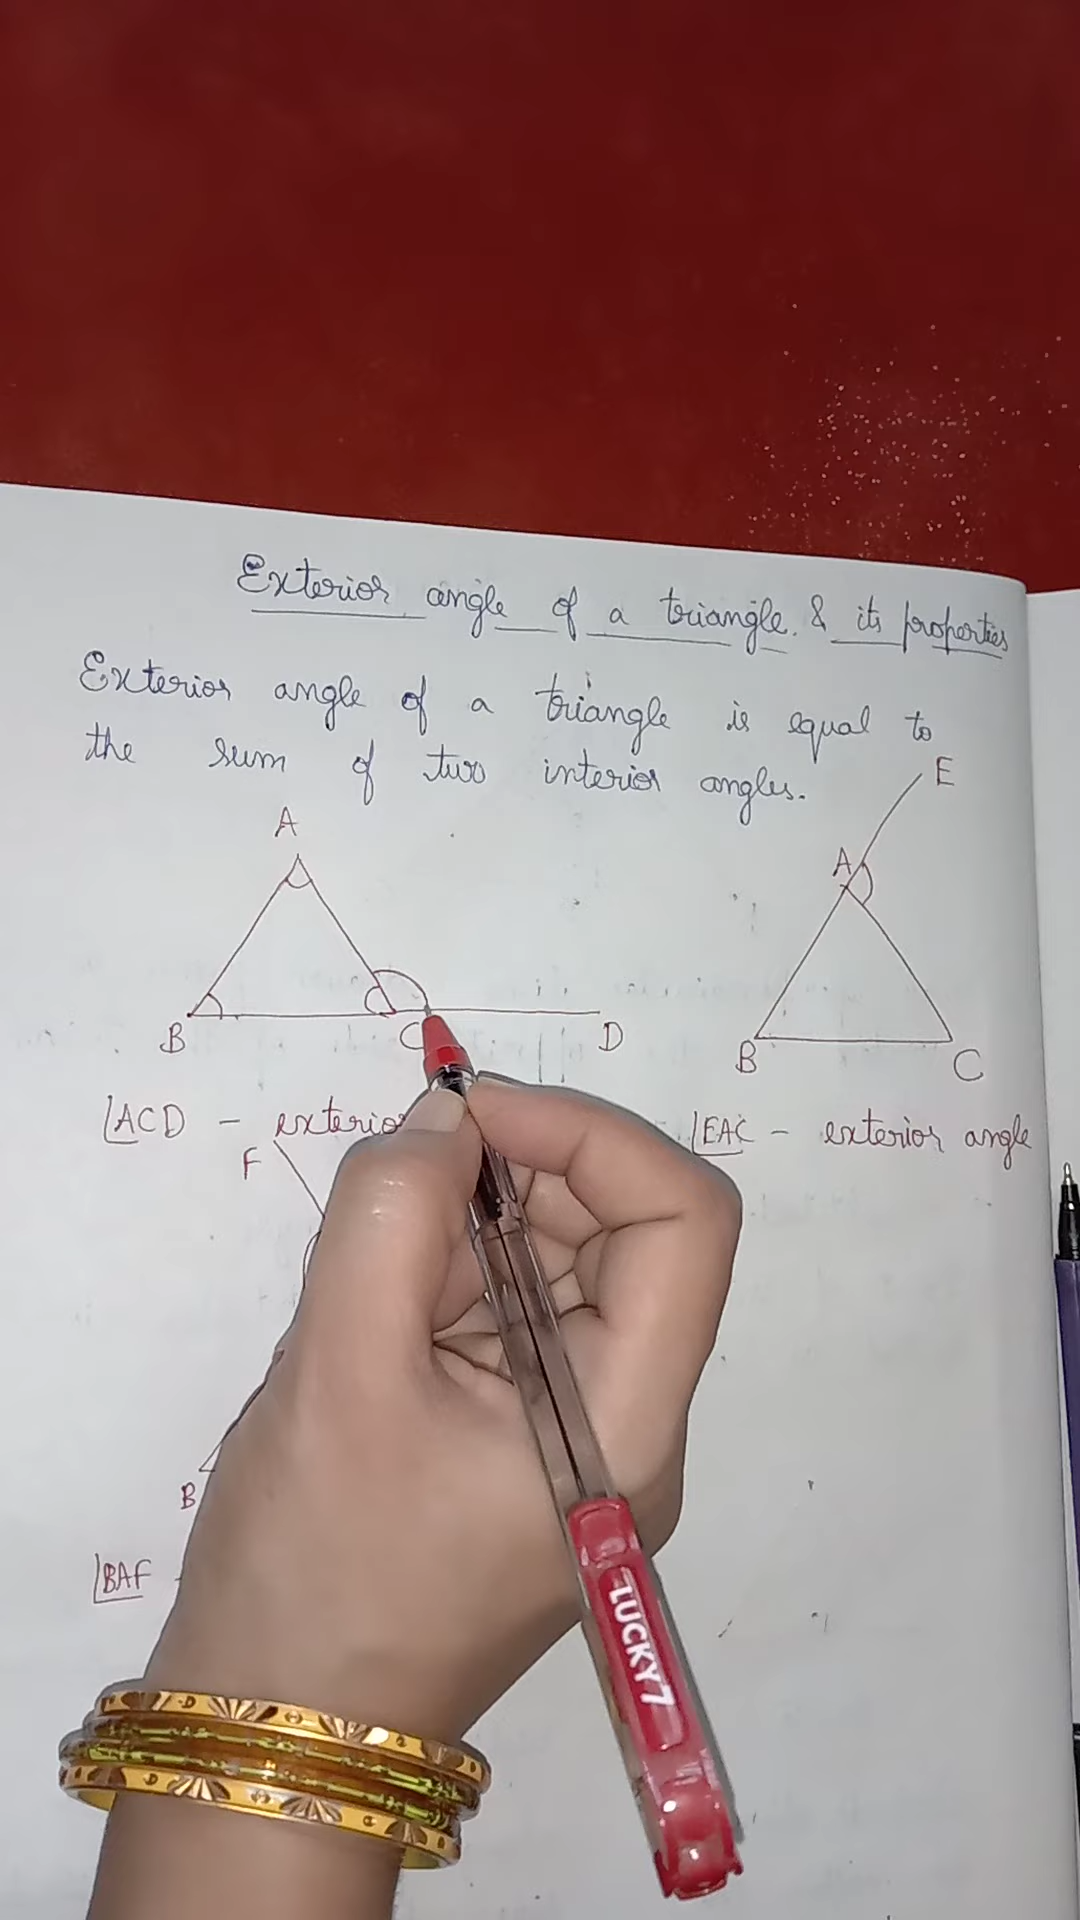 Exterior angle of a triangle. & its properties
Exterior angle of a triangle is equal to
the sum of two interior angles.
E
A
A
B
C
D
B
C
∠ACD - exterior
∠EAC - exterior angle
F
B
∠BAF
LUCKY7